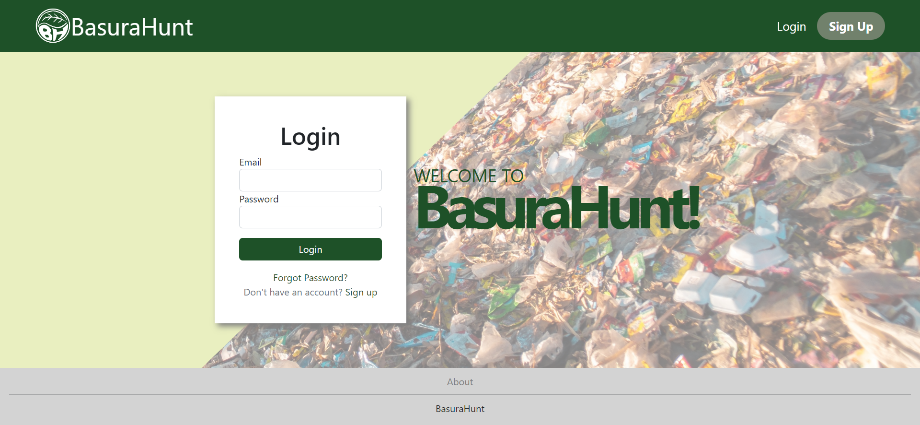 BH
BasuraHunt
Login
Sign Up
Login
Email
Password
Login
Forgot Password?
Don't have an account? Sign up
WELCOME TO
BasuraHunt!
About
BasuraHunt